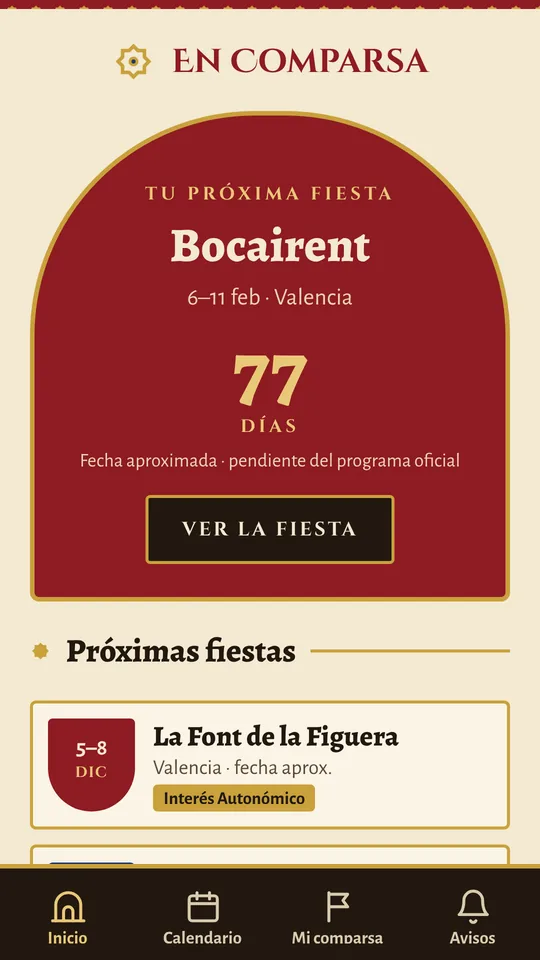 En Comparsa
TU PRÓXIMA FIESTA
Bocairent
6–11 feb · Valencia
77
DÍAS
Fecha aproximada · pendiente del programa oficial
VER LA FIESTA
Próximas fiestas
5–8
DIC
La Font de la Figuera
Valencia · fecha aprox.
Interés Autonómico
Inicio
Calendario
Mi comparsa
Avisos